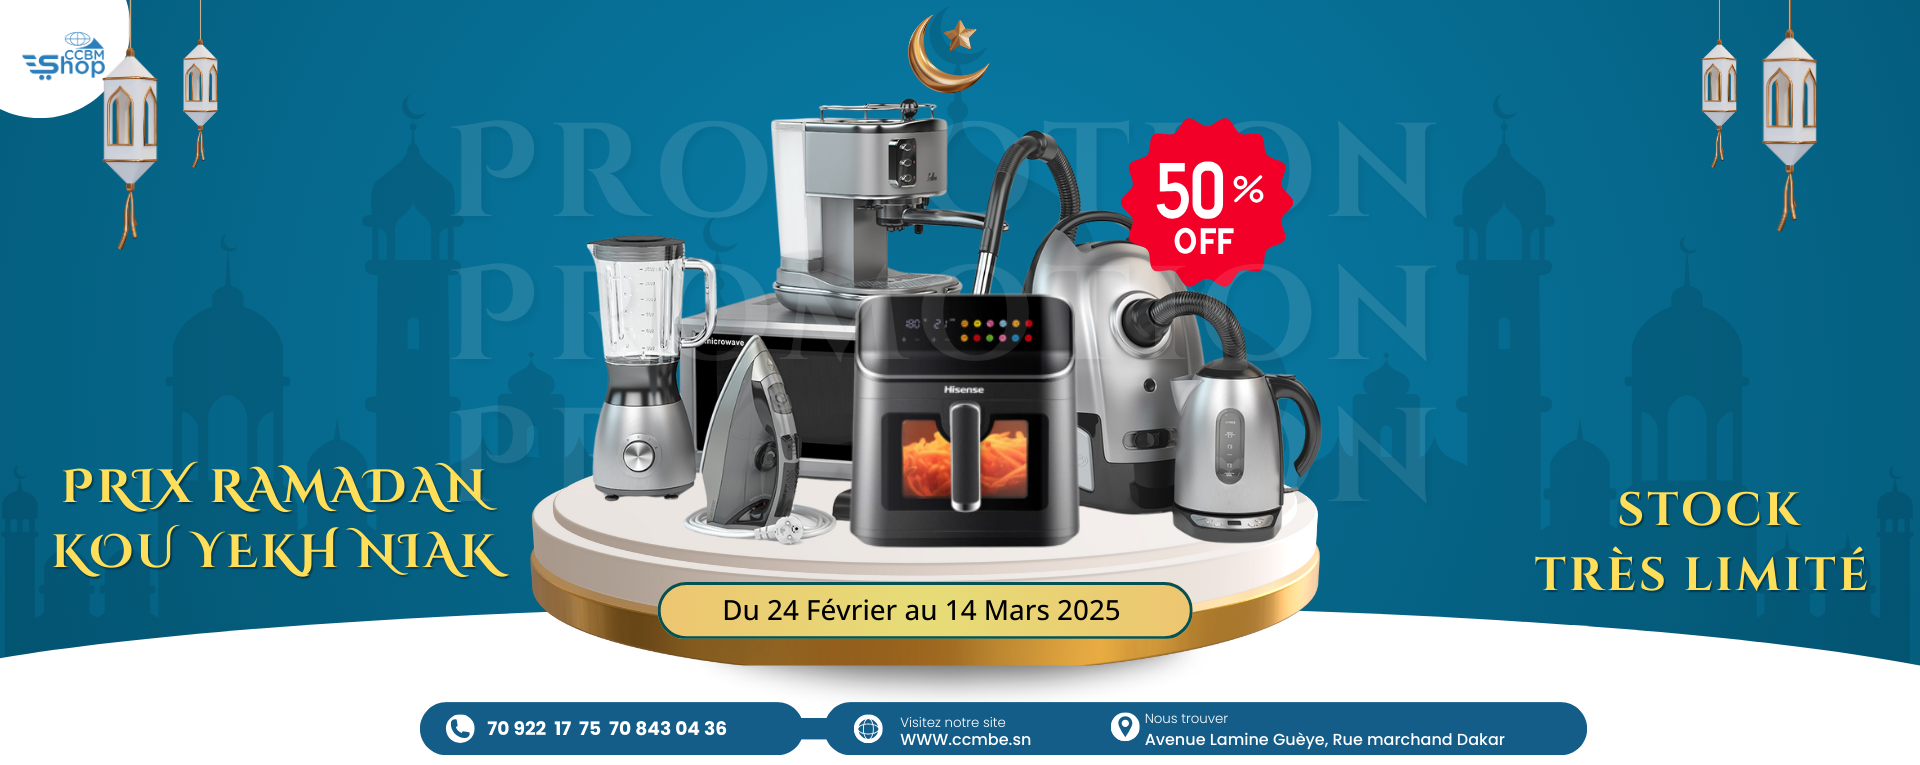 CCBM
Shop
PROMOTION
PROMOTION
PROMOTION
50%
OFF
microwave
Hisense
PRIX RAMADAN
KOU YEKH NIAK
STOCK
TRÈS LIMITÉ
Du 24 Février au 14 Mars 2025
70 922 17 75 70 843 04 36
Visitez notre site
WWW.ccmbe.sn
Nous trouver
Avenue Lamine Guèye, Rue marchand Dakar